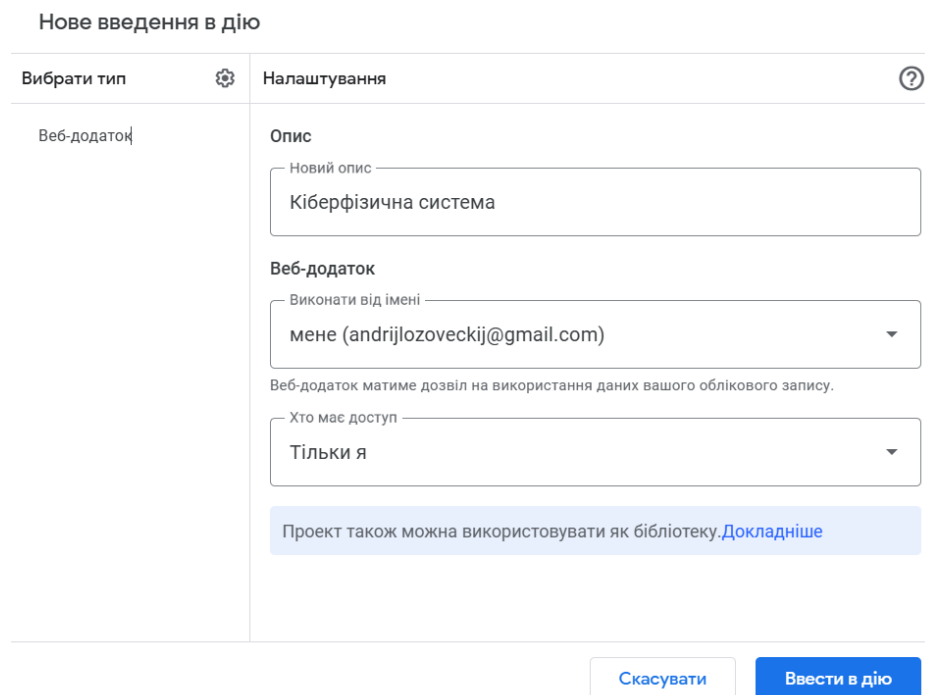 Нове введення в дію
Вибрати тип
Налаштування
Веб-додаток
Опис
Новий опис
Кіберфізична система
Веб-додаток
Виконати від імені
мене (andrijlozoveckij@gmail.com)
Веб-додаток матиме дозвіл на використання даних вашого облікового запису.
Хто має доступ
Тільки я
Проект також можна використовувати як бібліотеку.Докладніше
Скасувати
Ввести в дію